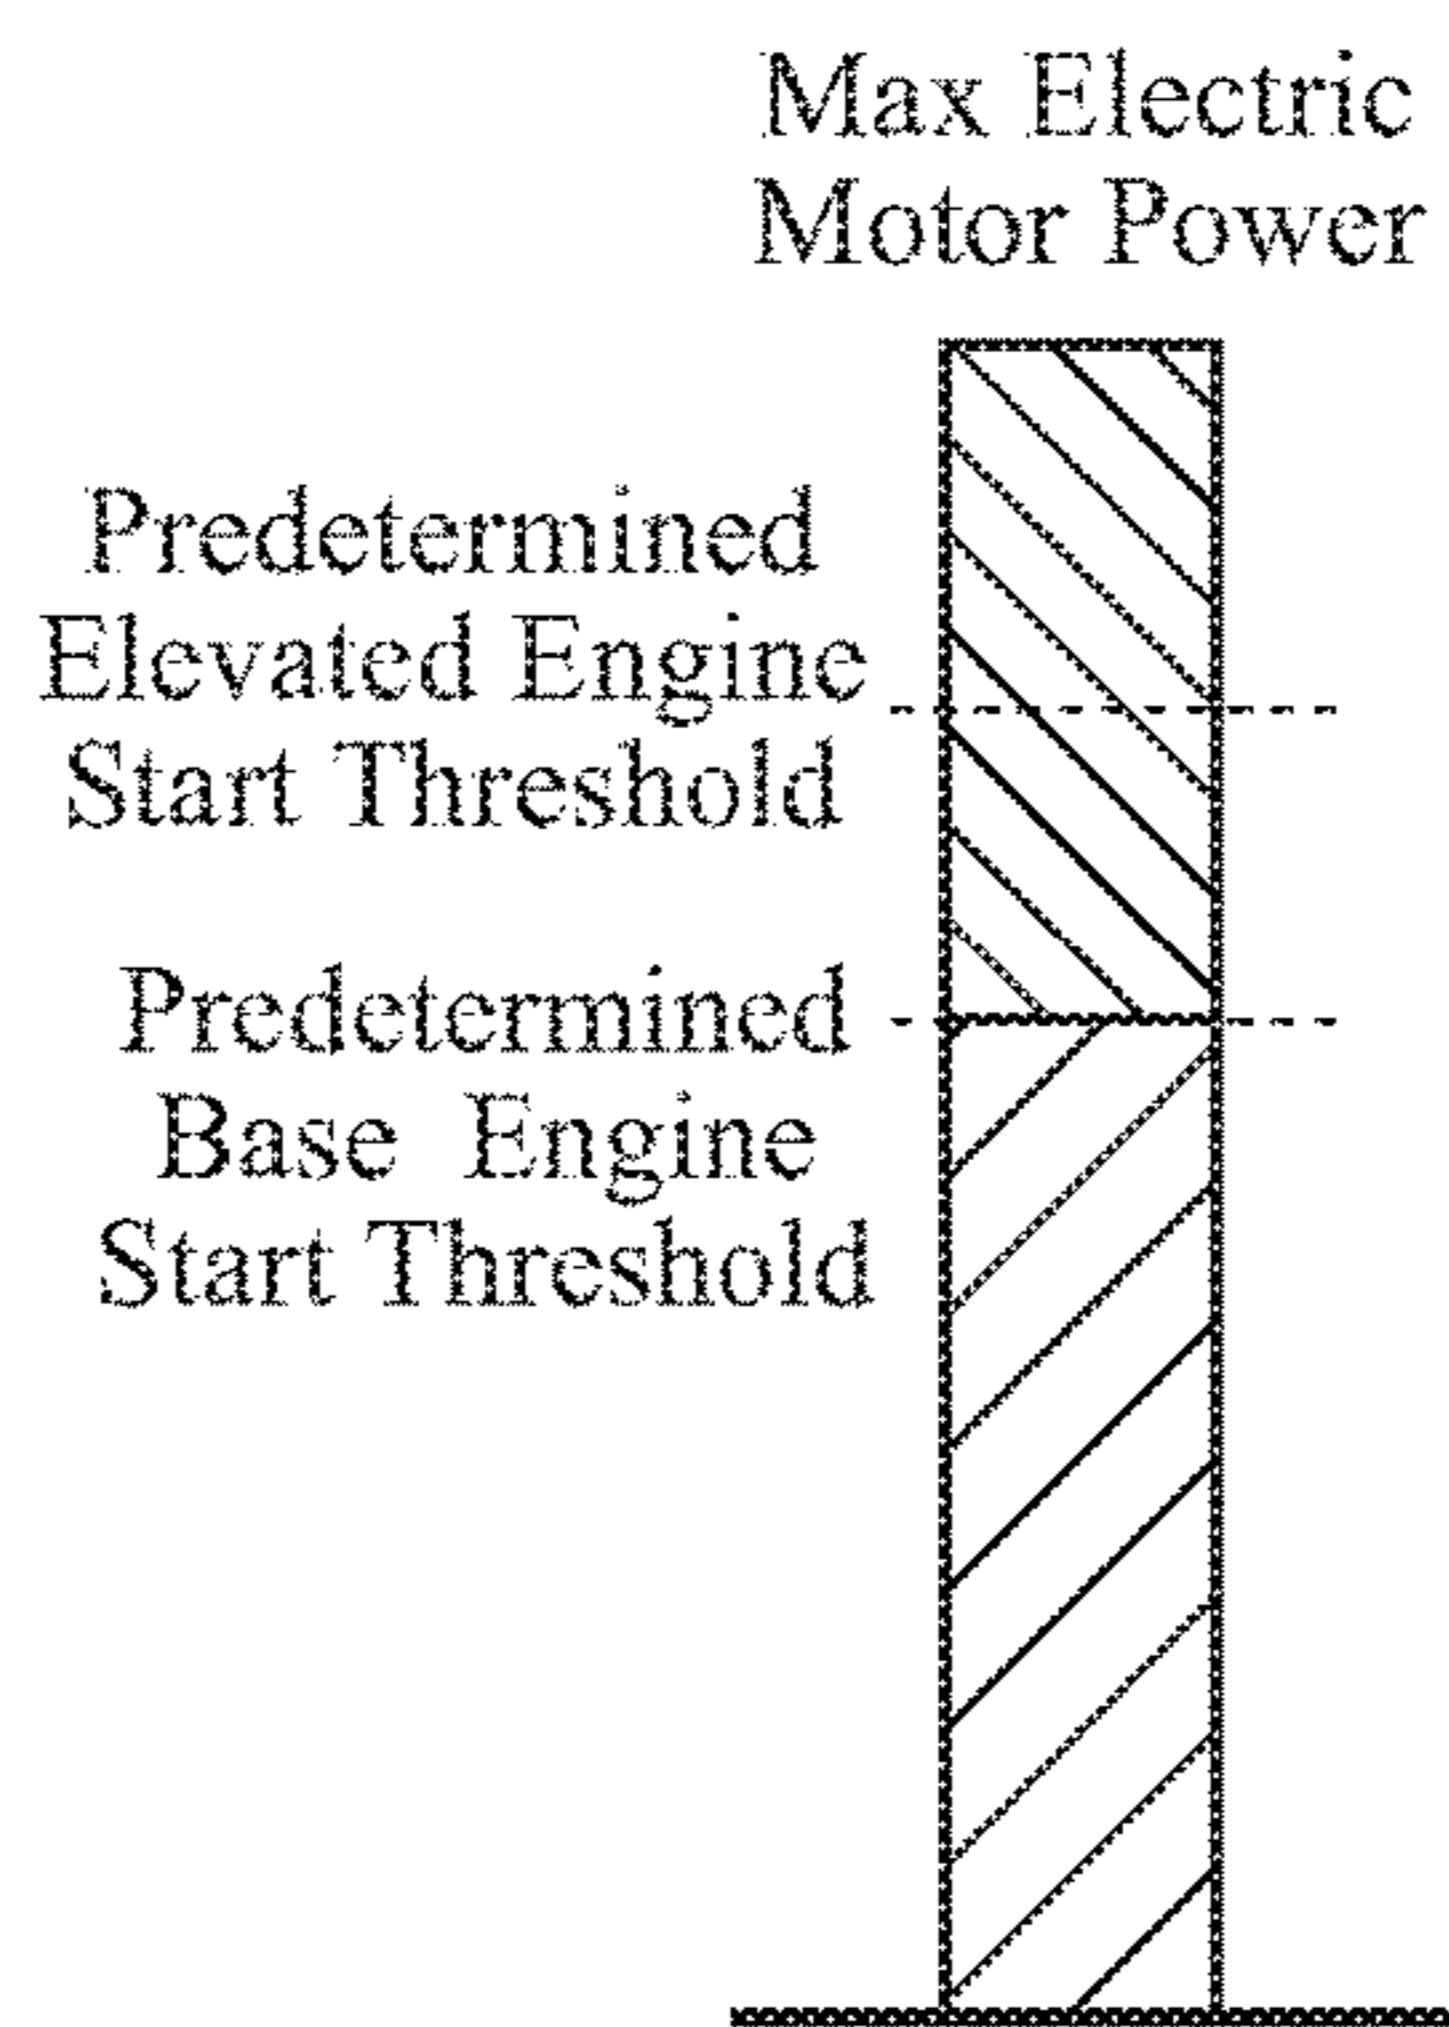 Max Electric
Motor Power
Predetermined
Elevated Engine
Start Threshold
Predetermined
Base Engine
Start Threshold